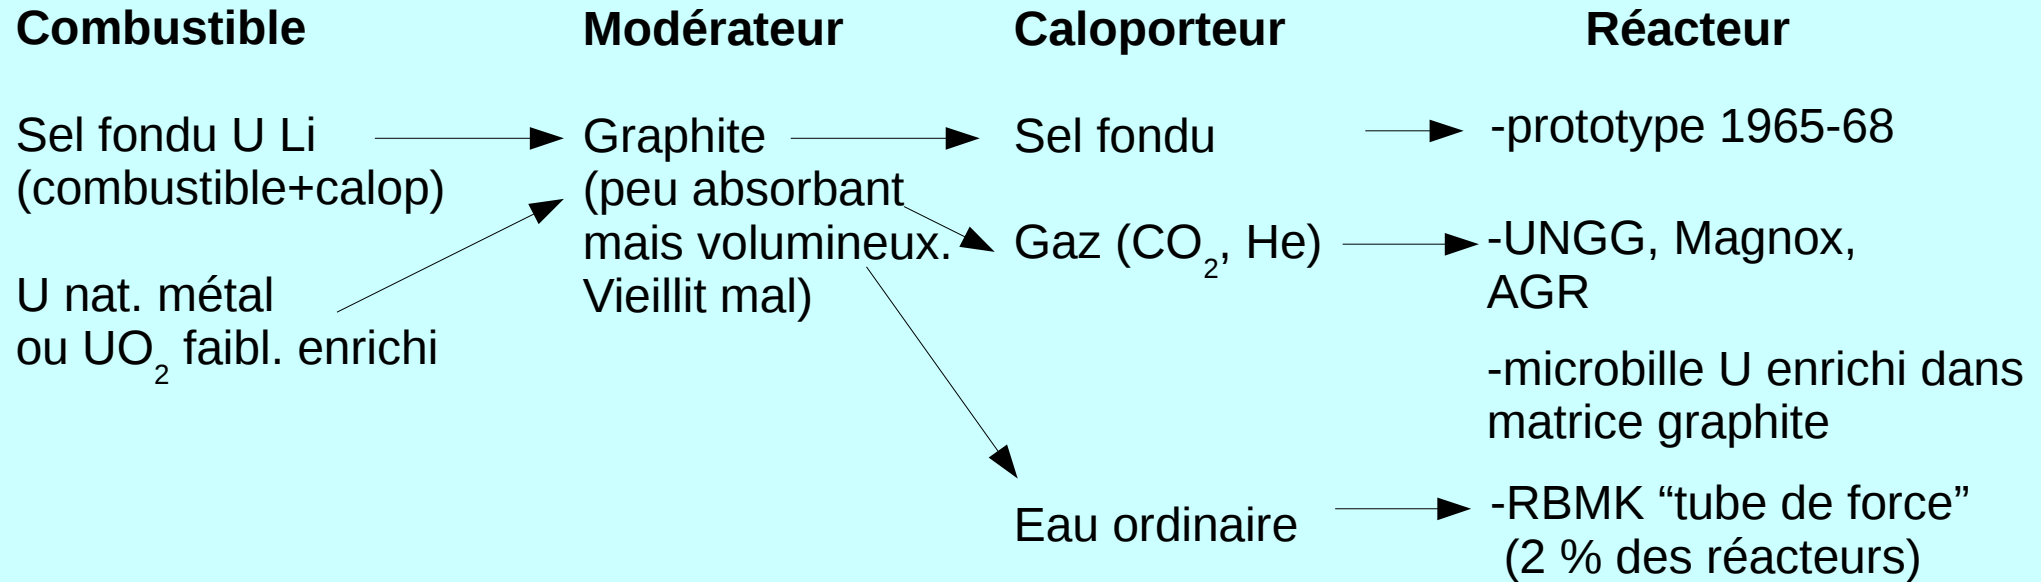 Combustible Modérateur Caloporteur Réacteur
Sel fondu U Li
(combustible+calop)
U nat. métal
ou UO₂ faibl. enrichi
Graphite
(peu absorbant
mais volumineux.
Vieillit mal)
Sel fondu
Gaz (CO₂, He)
Eau ordinaire
-prototype 1965-68
-UNGG, Magnox,
AGR
-microbille U enrichi dans
matrice graphite
-RBMK “tube de force”
(2 % des réacteurs)